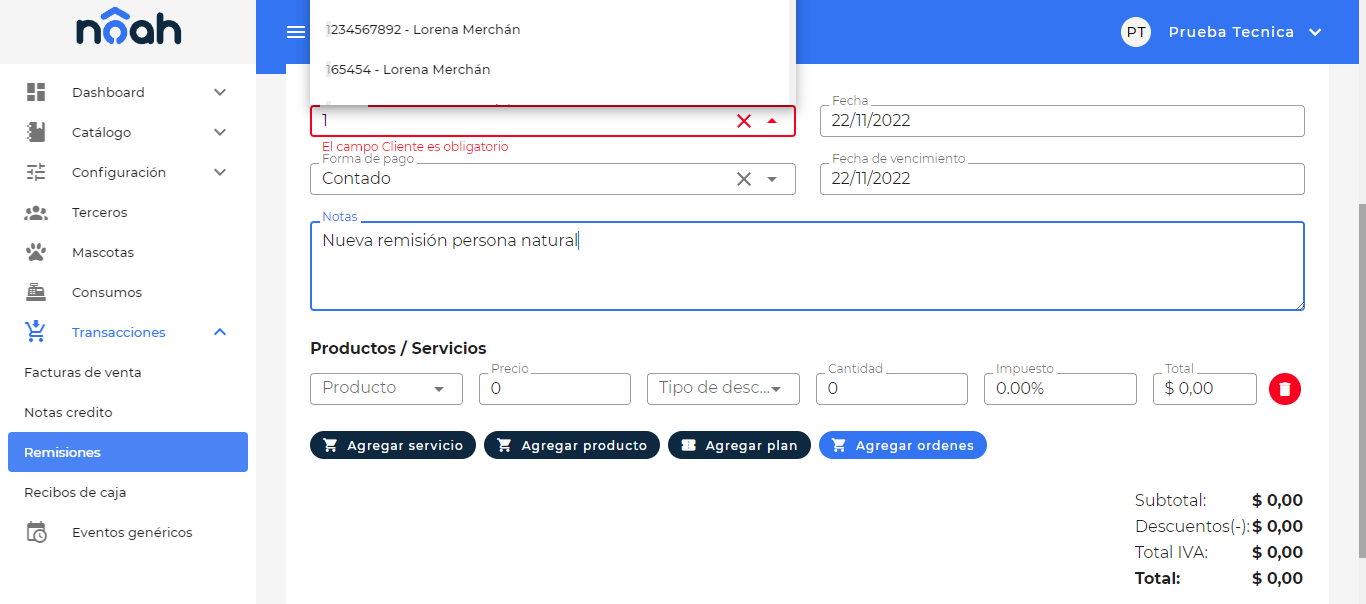 nôah
1234567892 - Lorena Merchán
165454 - Lorena Merchán
PT
Prueba Tecnica
Dashboard
Catálogo
Configuración
Terceros
Mascotas
Consumos
Transacciones
Facturas de venta
Notas credito
Remisiones
Recibos de caja
Eventos genéricos
1
El campo Cliente es obligatorio
Fecha
22/11/2022
Forma de pago
Contado
Fecha de vencimiento
22/11/2022
Notas
Nueva remisión persona natural
Productos / Servicios
Producto
Precio
0
Tipo de desc...
Cantidad
0
Impuesto
0.00%
Total
$ 0,00
Agregar servicio
Agregar producto
Agregar plan
Agregar ordenes
Subtotal: $ 0,00
Descuentos(-): $ 0,00
Total IVA: $ 0,00
Total: $ 0,00